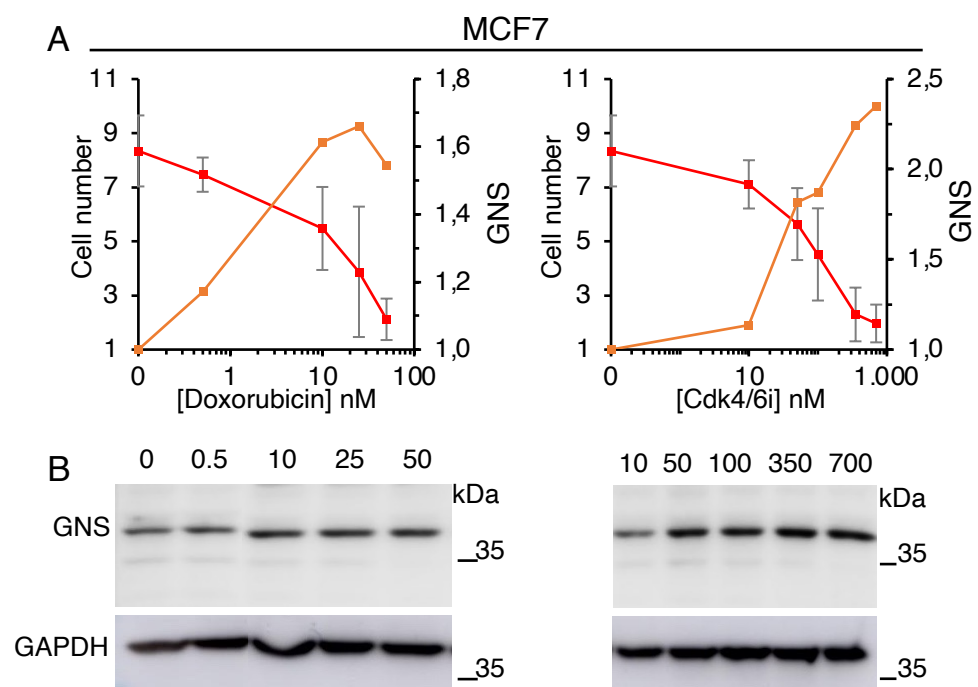 A MCF7
11 9 7 5 3 1
Cell number
1,8 1,6 1,4 1,2 1,0
GNS
0 1 10 100
[Doxorubicin] nM
11 9 7 5 3 1
Cell number
2,5 2,0 1,5 1,0
GNS
0 10 1.000
[Cdk4/6i] nM
B 0 0.5 10 25 50
10 50 100 350 700
kDa
kDa
GNS
35
35
GAPDH
35
35